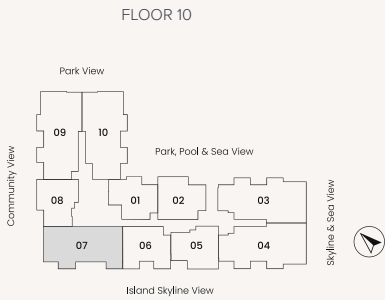 FLOOR 10
Park View
09
10
Park, Pool & Sea View
Community View
08
01
02
03
Skyline & Sea View
07
06
05
04
Island Skyline View